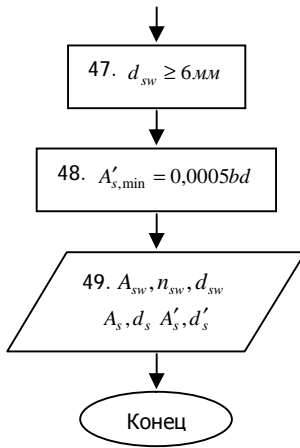 47. d_sw ≥ 6мм
48. A′_s,min = 0,0005bd
49. A_sw, n_sw, d_sw
A_s, d_s A′_s, d′_s
Конец